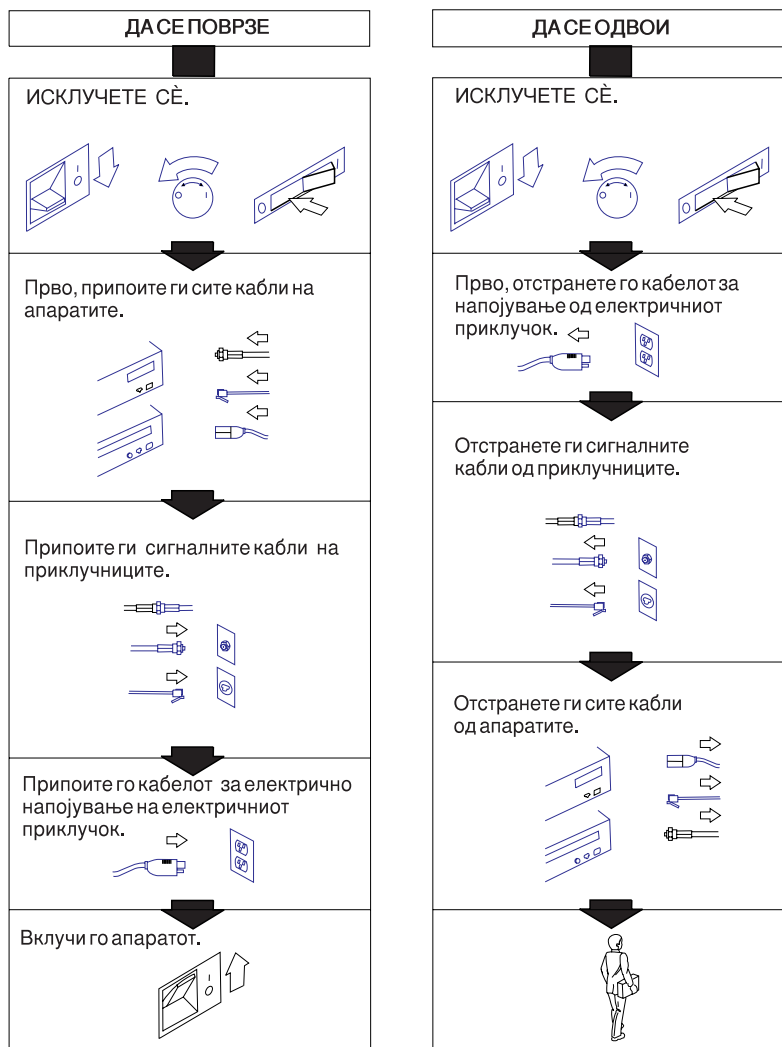 ДА СЕ ПОВРЗЕ
ИСКЛУЧЕТЕ СÈ.
Прво, припоите ги сите кабли на
апаратите.
Припоите ги сигналните кабли на
приклучниците.
Припоите го кабелот за електрично
напојување на електричниот
приклучок.
Вклучи го апаратот.
ДА СЕ ОДВОИ
ИСКЛУЧЕТЕ СÈ.
Прво, отстранете го кабелот за
напојување од електричниот
приклучок.
Отстранете ги сигналните
кабли од приклучниците.
Отстранете ги сите кабли
од апаратите.